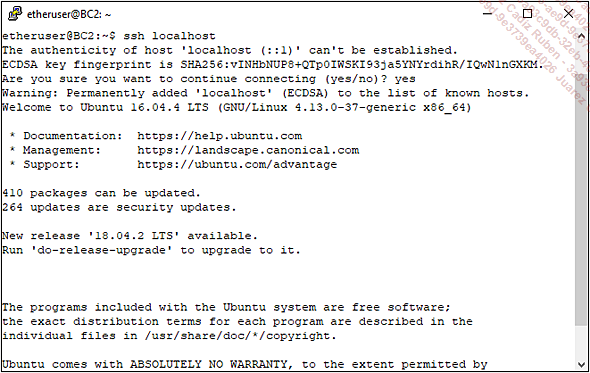 etheruser@BC2: ~
etheruser@BC2:~$ ssh localhost
The authenticity of host 'localhost (::1)' can't be established.
ECDSA key fingerprint is SHA256:vINHbNUP8+QTp0IWSKI93ja5YNYrdihR/IQwN1nGXKM.
Are you sure you want to continue connecting (yes/no)? yes
Warning: Permanently added 'localhost' (ECDSA) to the list of known hosts.
Welcome to Ubuntu 16.04.4 LTS (GNU/Linux 4.13.0-37-generic x86_64)
* Documentation: https://help.ubuntu.com
* Management: https://landscape.canonical.com
* Support: https://ubuntu.com/advantage
410 packages can be updated.
264 updates are security updates.
New release '18.04.2 LTS' available.
Run 'do-release-upgrade' to upgrade to it.
The programs included with the Ubuntu system are free software;
the exact distribution terms for each program are described in the
individual files in /usr/share/doc/*/copyright.
Ubuntu comes with ABSOLUTELY NO WARRANTY, to the extent permitted by